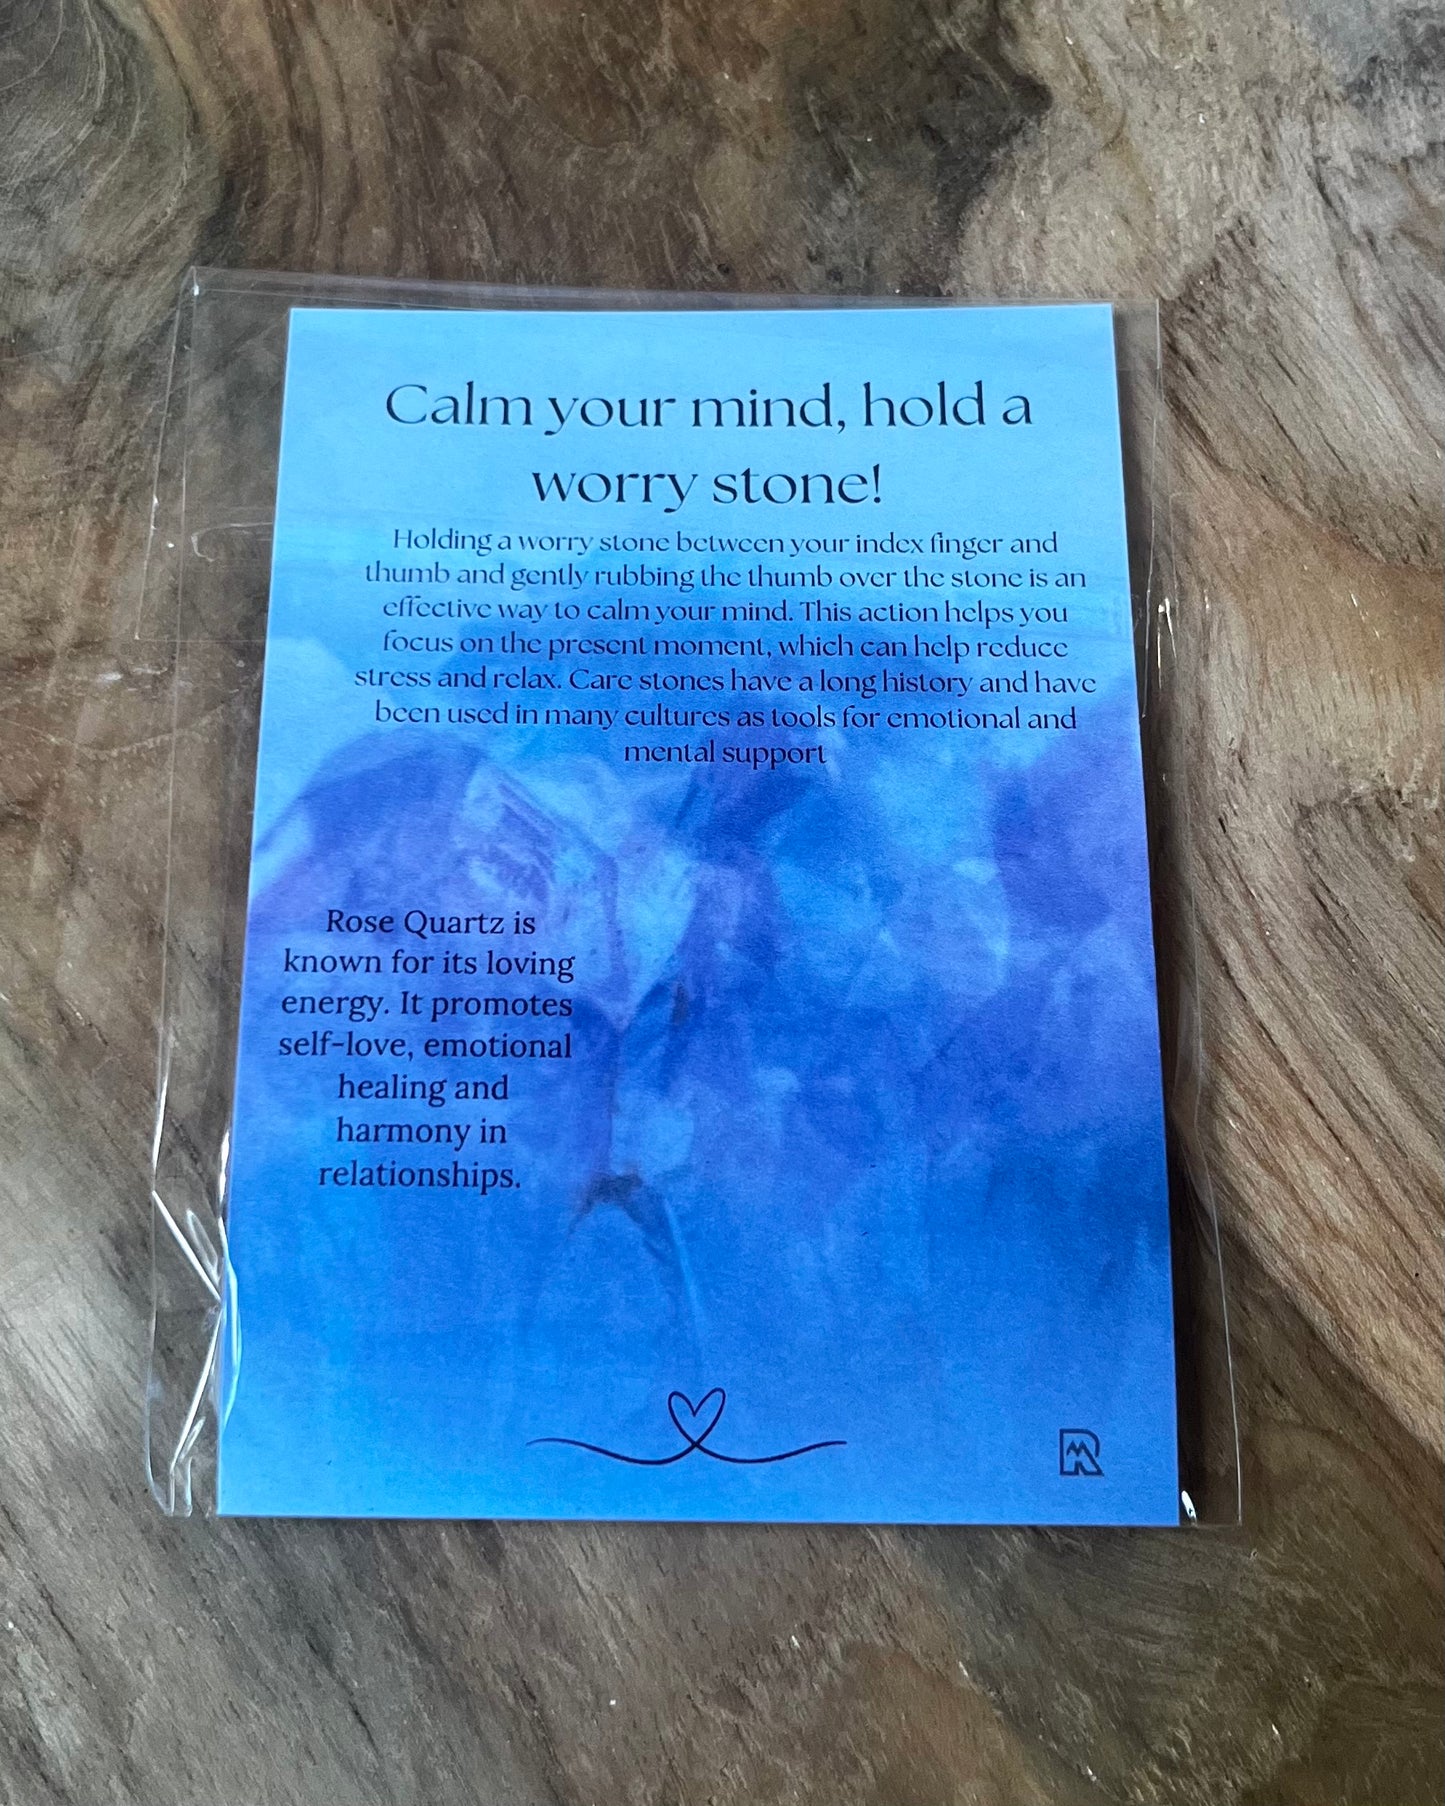 Calm your mind, hold a
worry stone!
Holding a worry stone between your index finger and
thumb and gently rubbing the thumb over the stone is an
effective way to calm your mind. This action helps you
focus on the present moment, which can help reduce
stress and relax. Care stones have a long history and have
been used in many cultures as tools for emotional and
mental support
Rose Quartz is
known for its loving
energy. It promotes
self-love, emotional
healing and
harmony in
relationships.